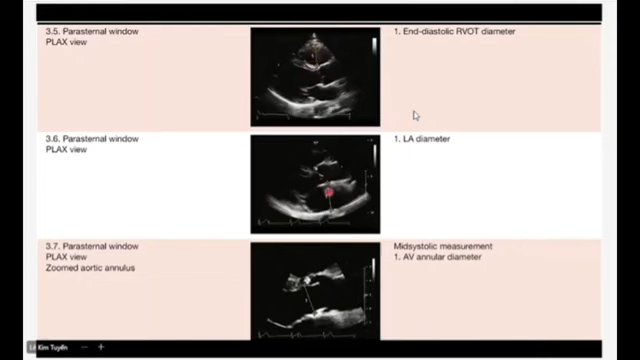 3.5. Parasternal window
PLAX view
1. End-diastolic RVOT diameter
3.6. Parasternal window
PLAX view
1. LA diameter
3.7. Parasternal window
PLAX view
Zoomed aortic annulus
Midsystolic measurement
1. AV annular diameter
Lê Kim Tuyến